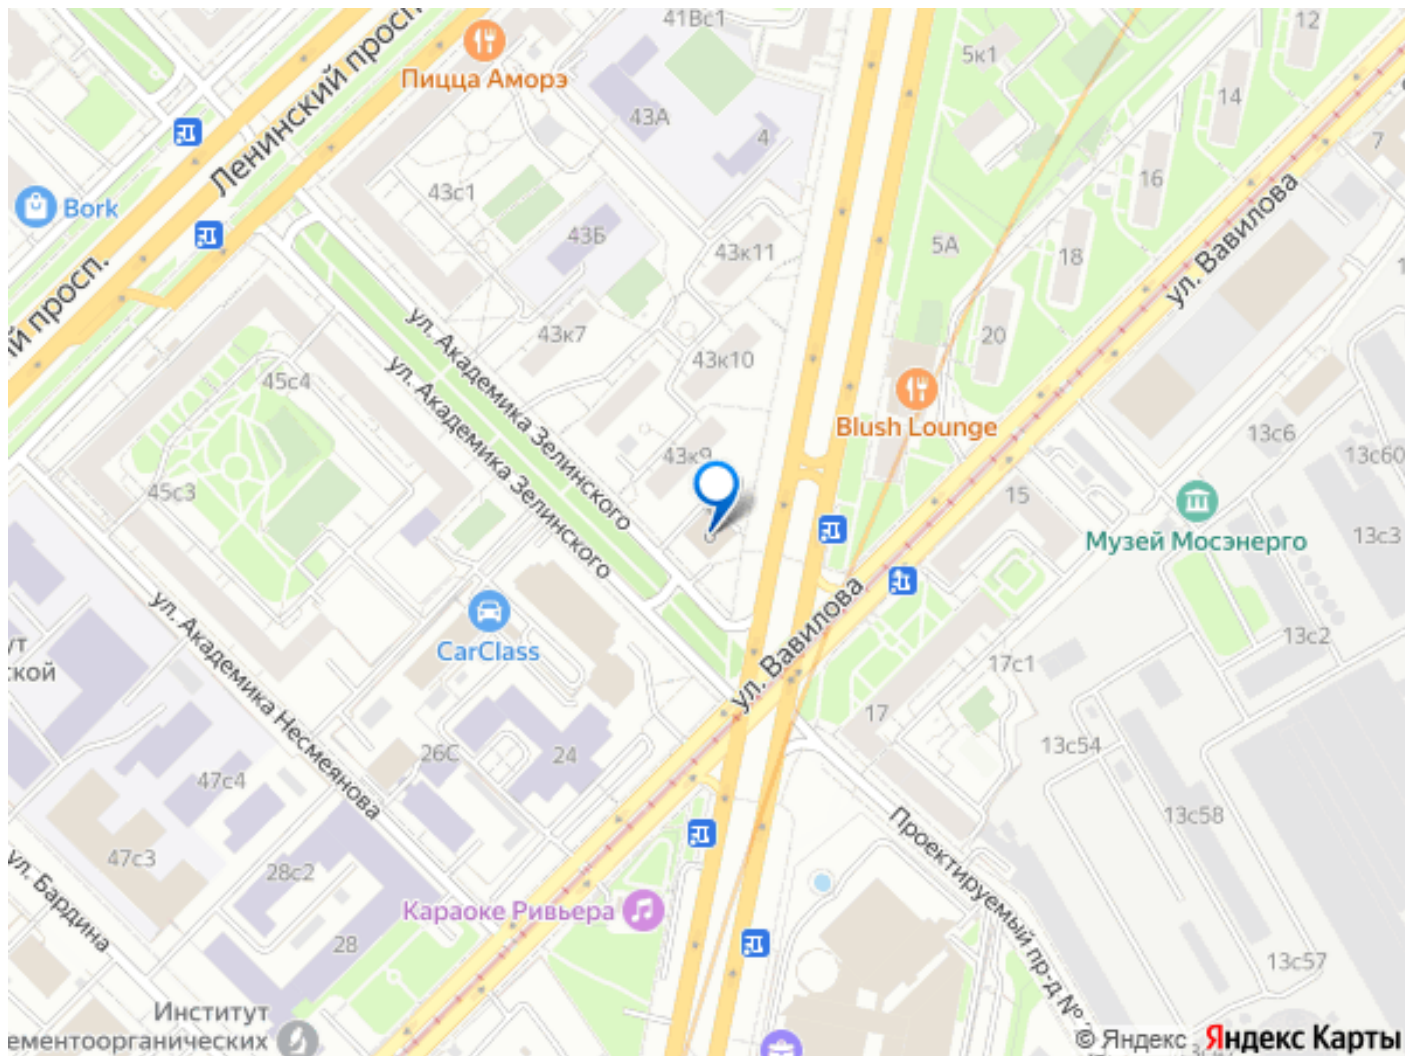 41Вс1
12
5к1
Пицца Аморэ
14
43А
4
7
Ленинский просп.
16
43с1
Bork
43Б
5А
ул. Вавилова
43к11
18
ул. Академика Зелинского
43к7
20
43к10
ул. Академика Зелинского
45с4
Blush Lounge
13с6
43к9
13с60
45с3
15
13с3
Музей Мосэнерго
ул. Вавилова
ул. Академика Несмеянова
13с2
CarClass
ской
17с1
17
13с54
26С
24
47с4
13с58
Проектируемый пр-д №
47с3
28с2
ул. Бардина
Караоке Ривьера
28
13с57
Институт
ементоорганических
© Яндекс Яндекс Карты